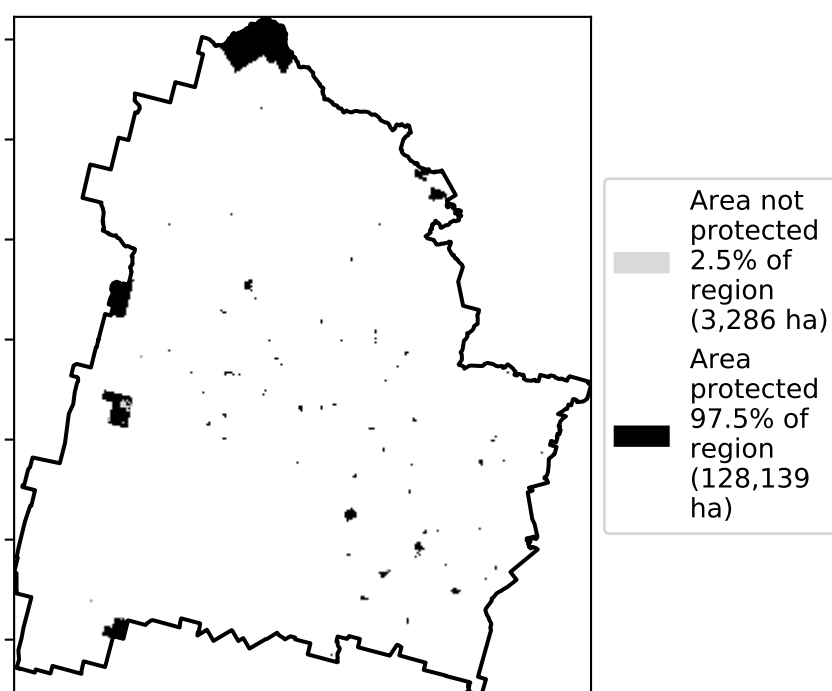 Area not
protected
2.5% of
region
(3,286 ha)
Area
protected
97.5% of
region
(128,139
ha)